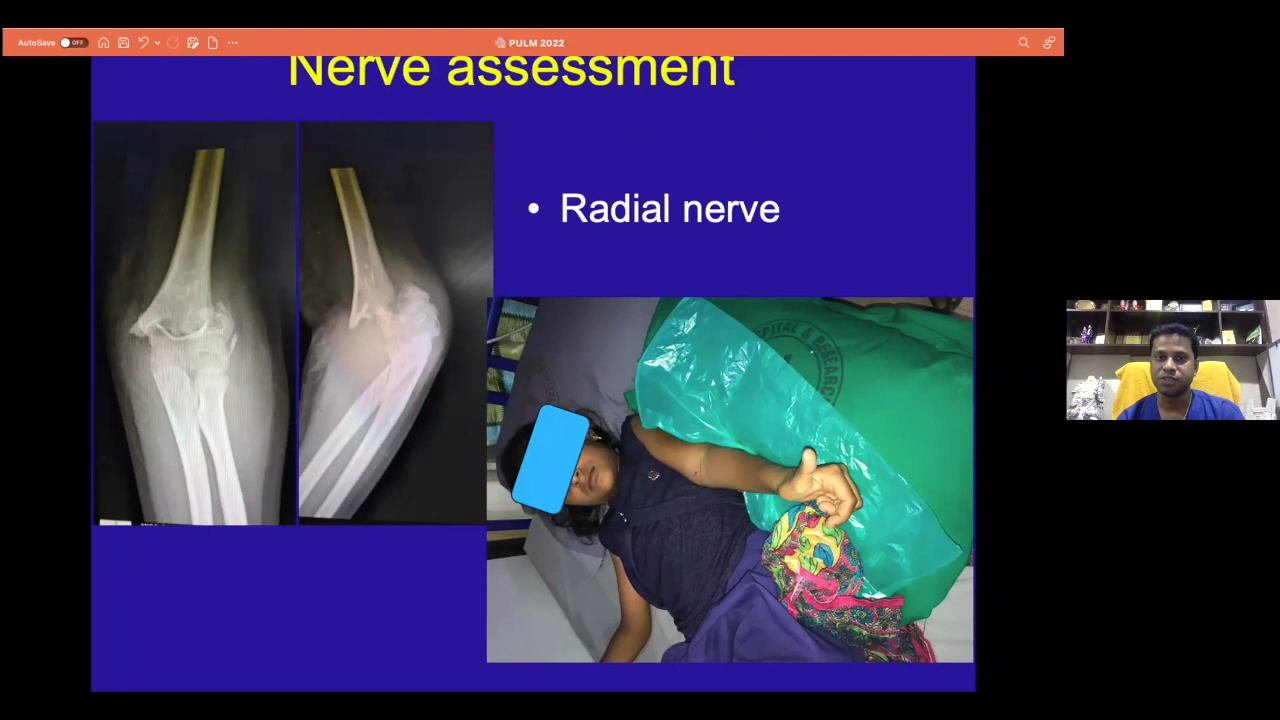 AutoSave OFF
PULM 2022
Nerve assessment
• Radial nerve